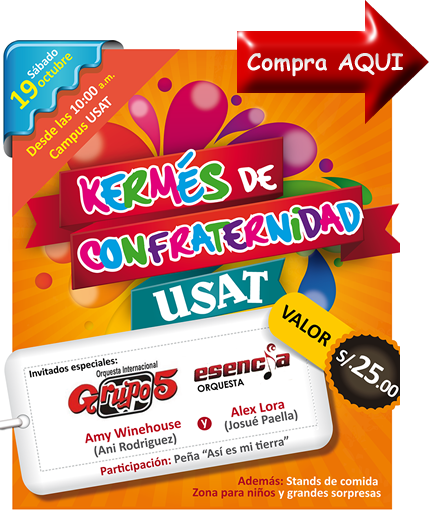 Compra AQUI
Sábado
19 octubre
Desde las 10:00 a.m.
Campus USAT
KERMÉS DE
CONFRATERNIDAD
USAT
VALOR
S/.25.00
Invitados especiales:
Orquesta Internacional
Grupo5
esencia
ORQUESTA
Amy Winehouse
(Ani Rodriguez)
y
Alex Lora
(Josué Paella)
Participación: Peña "Así es mi tierra"
Además: Stands de comida
Zona para niños y grandes sorpresas